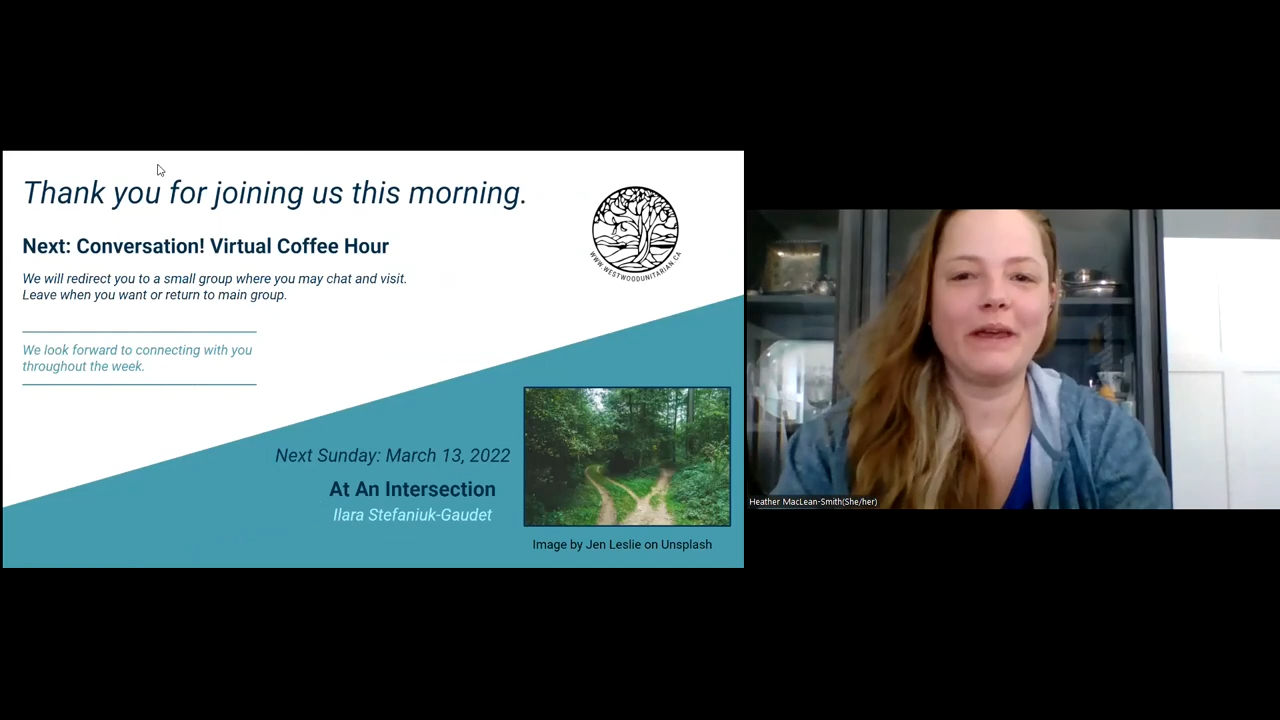 Thank you for joining us this morning.
Next: Conversation! Virtual Coffee Hour
We will redirect you to a small group where you may chat and visit.
Leave when you want or return to main group.
We look forward to connecting with you
throughout the week.
WWW.WESTWOODUNITARIAN.CA
Next Sunday: March 13, 2022
At An Intersection
Ilara Stefaniuk-Gaudet
Image by Jen Leslie on Unsplash
Heather MacLean-Smith(She/her)